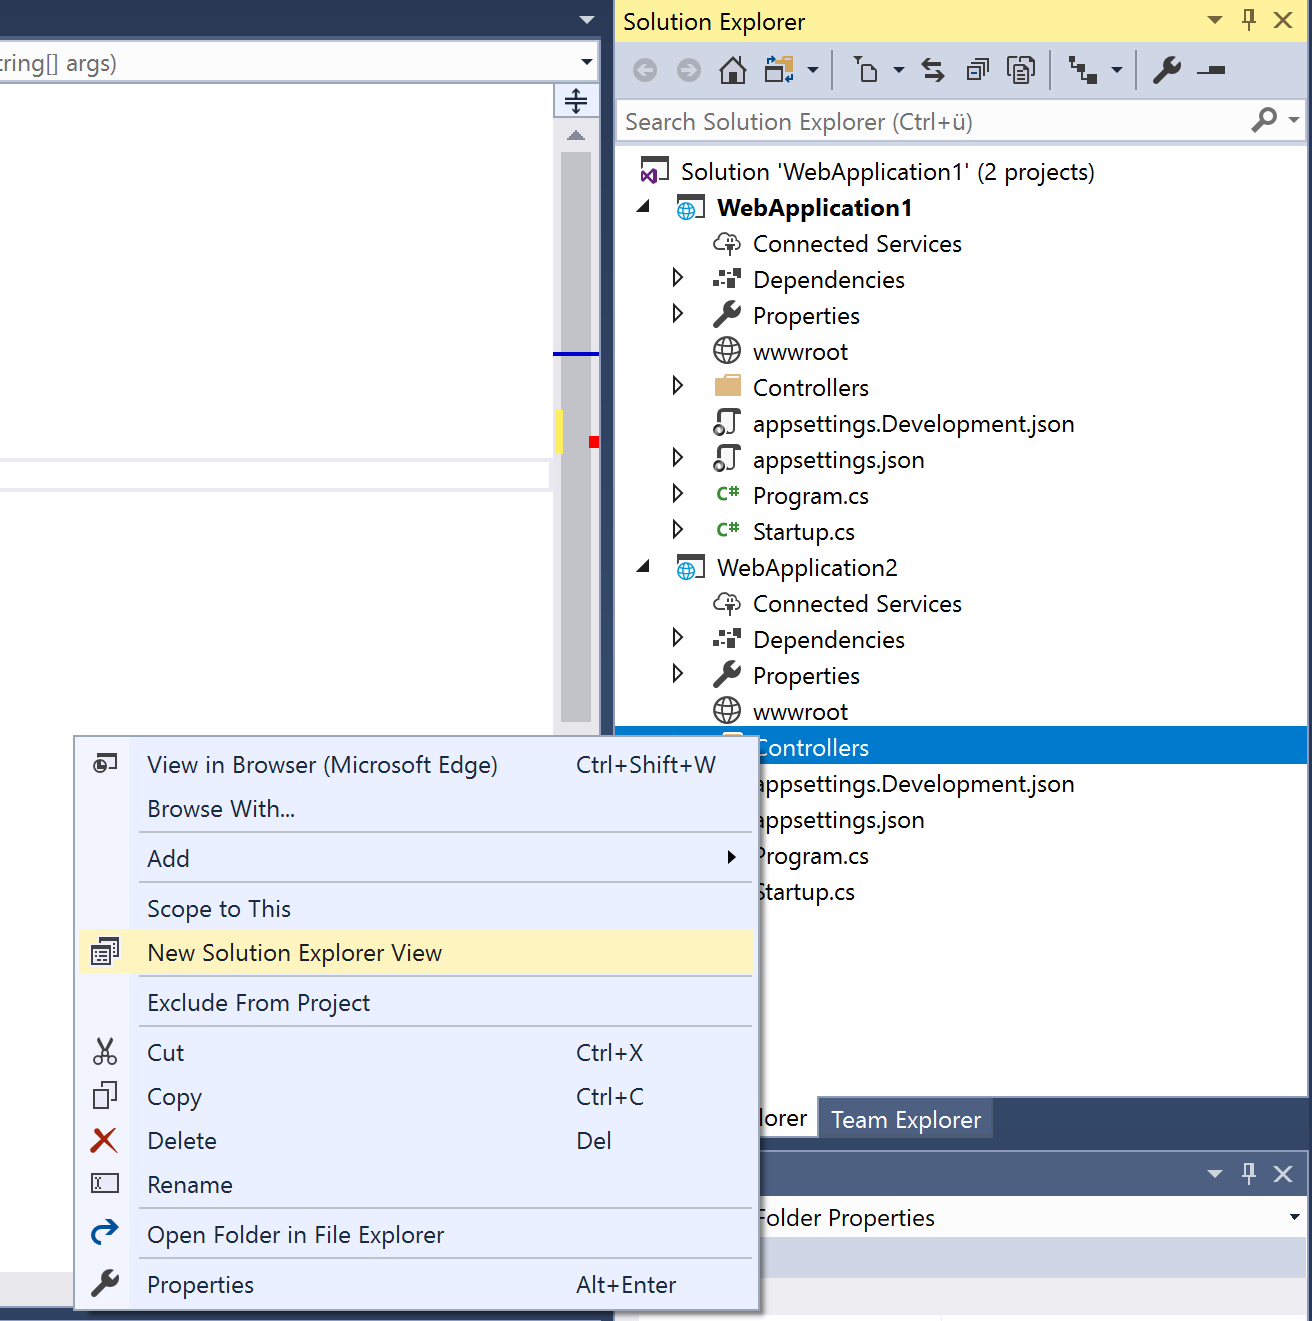 Solution Explorer
tring[] args)
Search Solution Explorer (Ctrl+ü)
Solution 'WebApplication1' (2 projects)
WebApplication1
Connected Services
Dependencies
Properties
wwwroot
Controllers
appsettings.Development.json
appsettings.json
C# Program.cs
C# Startup.cs
WebApplication2
Connected Services
Dependencies
Properties
wwwroot
Controllers
appsettings.Development.json
appsettings.json
Program.cs
Startup.cs
View in Browser (Microsoft Edge) Ctrl+Shift+W
Browse With...
Add
Scope to This
New Solution Explorer View
Exclude From Project
Cut Ctrl+X
Copy Ctrl+C
Delete Del
Rename
Open Folder in File Explorer
Properties Alt+Enter
lorer
Team Explorer
Folder Properties